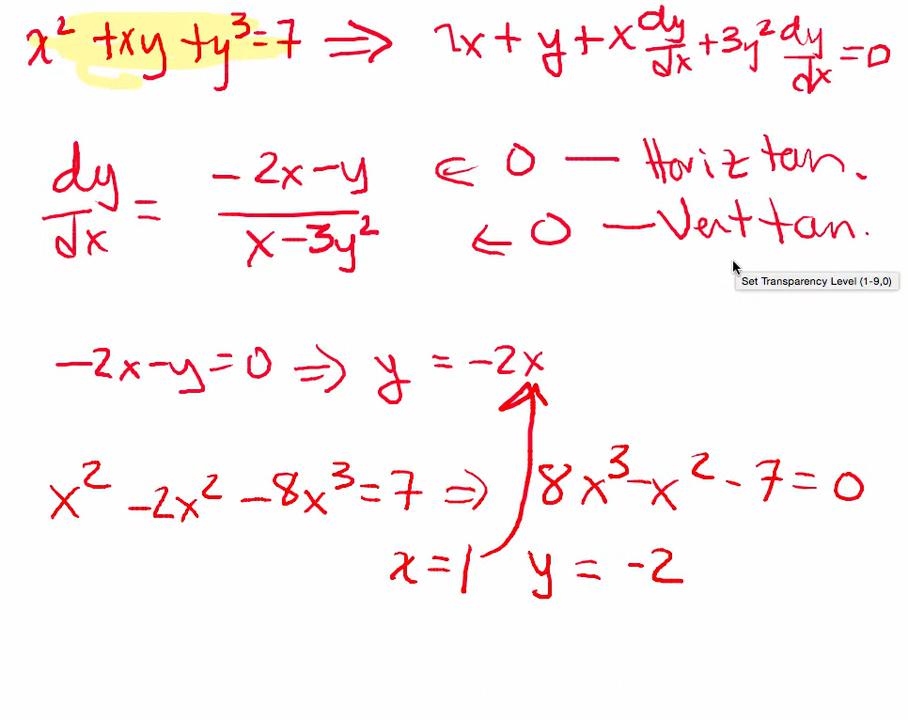 x² + xy + y³ = 7 ⇒ 2x + y + x dy/dx + 3y² dy/dx = 0
dy/dx = (-2x-y)/(x-3y²) ← 0 — Horiz tan.
← 0 — Vert tan.
Set Transparency Level (1-9,0)
-2x-y=0 ⇒ y = -2x
x² -2x² -8x³=7 ⇒ 8x³-x²-7=0
x=1 y = -2